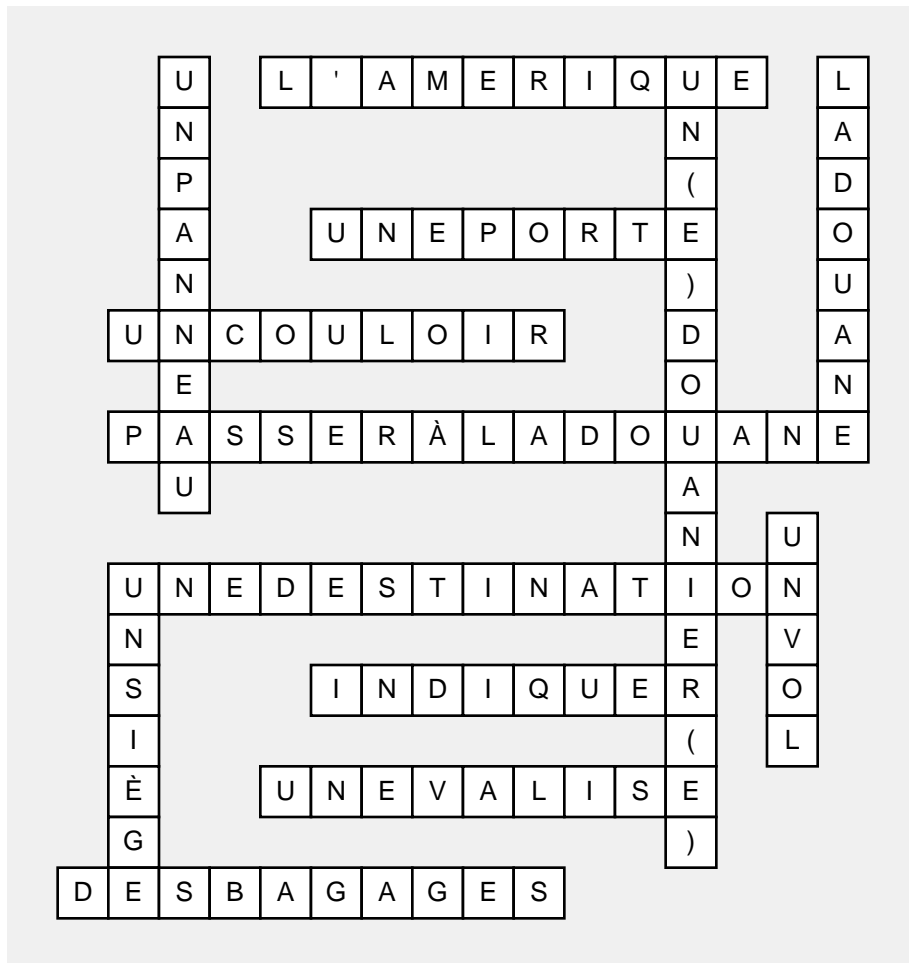 UNPANNEAU
L'AMERIQUE
UN(E)DOUANIER(E)
LADOUANE
UNEPORTE
UNCOULOIR
PASSERÀLADOUANE
UNVOL
UNEDESTINATION
UNSIÈGE
INDIQUER
UNEVALISE
DESBAGAGES